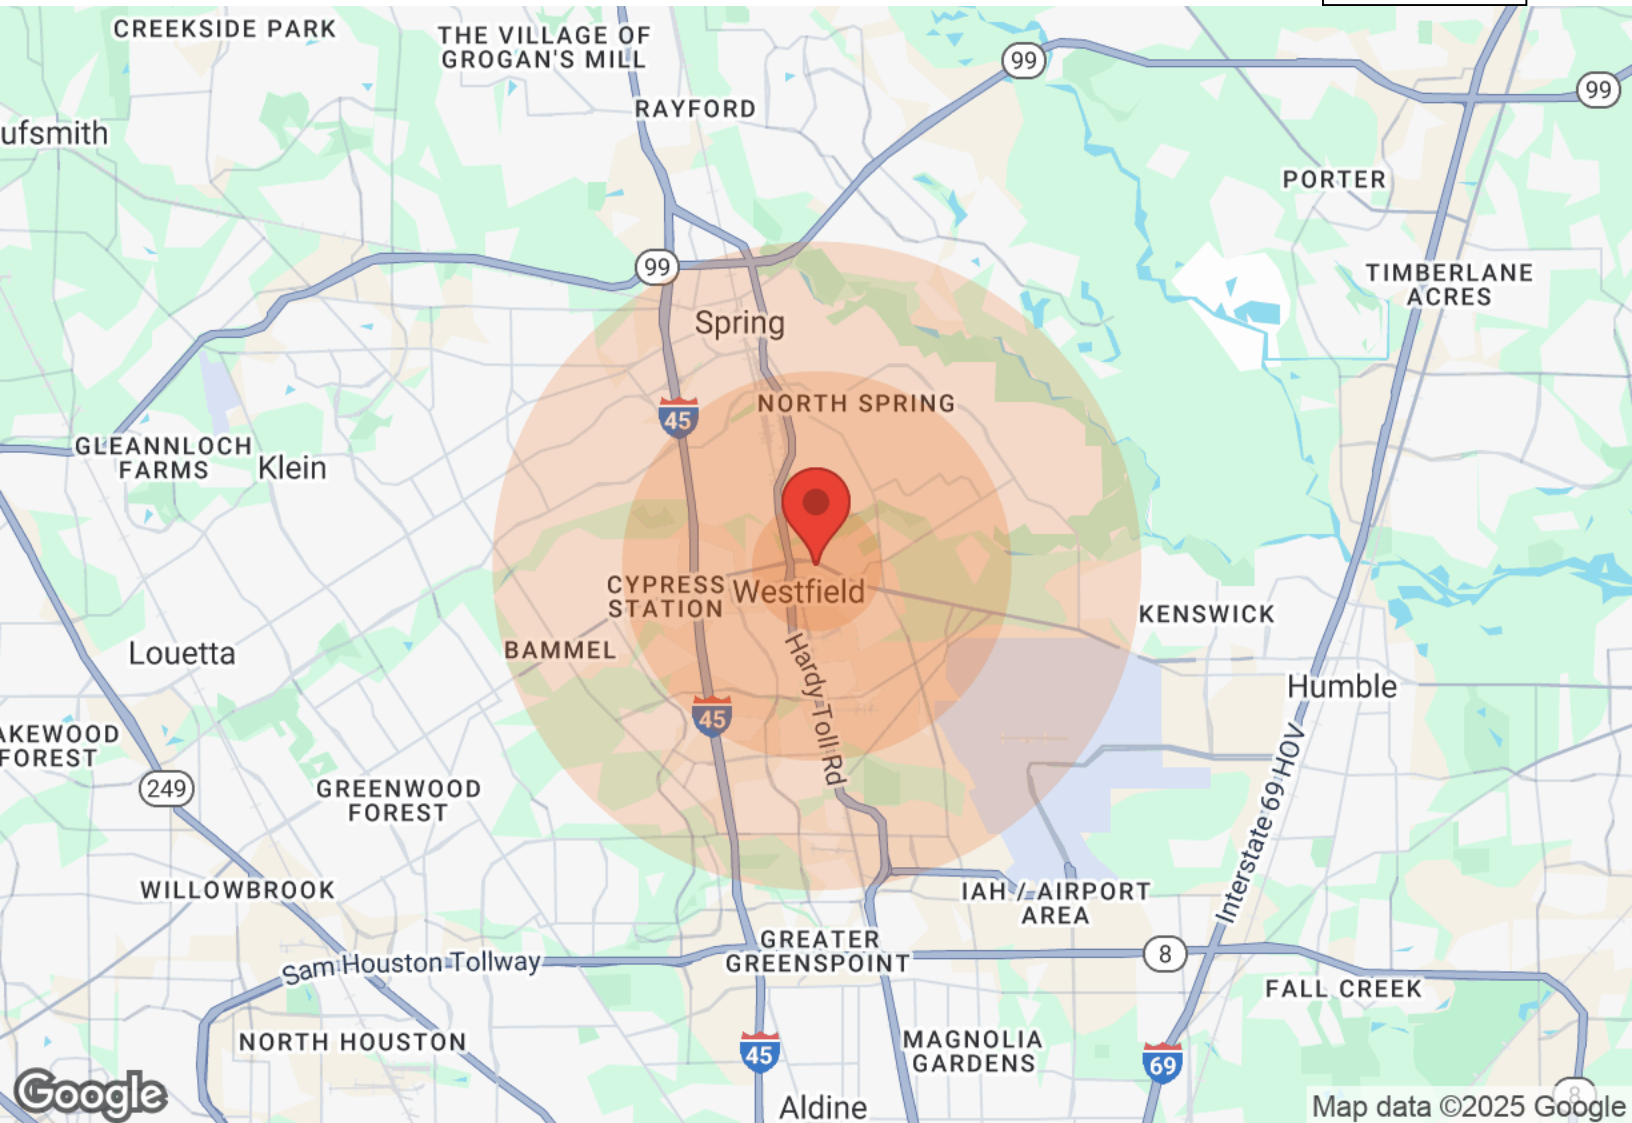 CREEKSIDE PARK
THE VILLAGE OF
GROGAN'S MILL
99
99
RAYFORD
ufsmith
PORTER
99
TIMBERLANE
ACRES
Spring
NORTH SPRING
45
GLEANNLOCH
FARMS
Klein
CYPRESS
STATION
Westfield
KENSWICK
BAMMEL
Louetta
Hardy Toll Rd
Humble
45
AKEWOOD
FOREST
249
GREENWOOD
FOREST
Interstate 69 HOV
WILLOWBROOK
IAH / AIRPORT
AREA
GREATER
GREENSPOINT
8
Sam Houston Tollway
FALL CREEK
NORTH HOUSTON
MAGNOLIA
GARDENS
45
69
8
Google
Aldine
Map data ©2025 Google